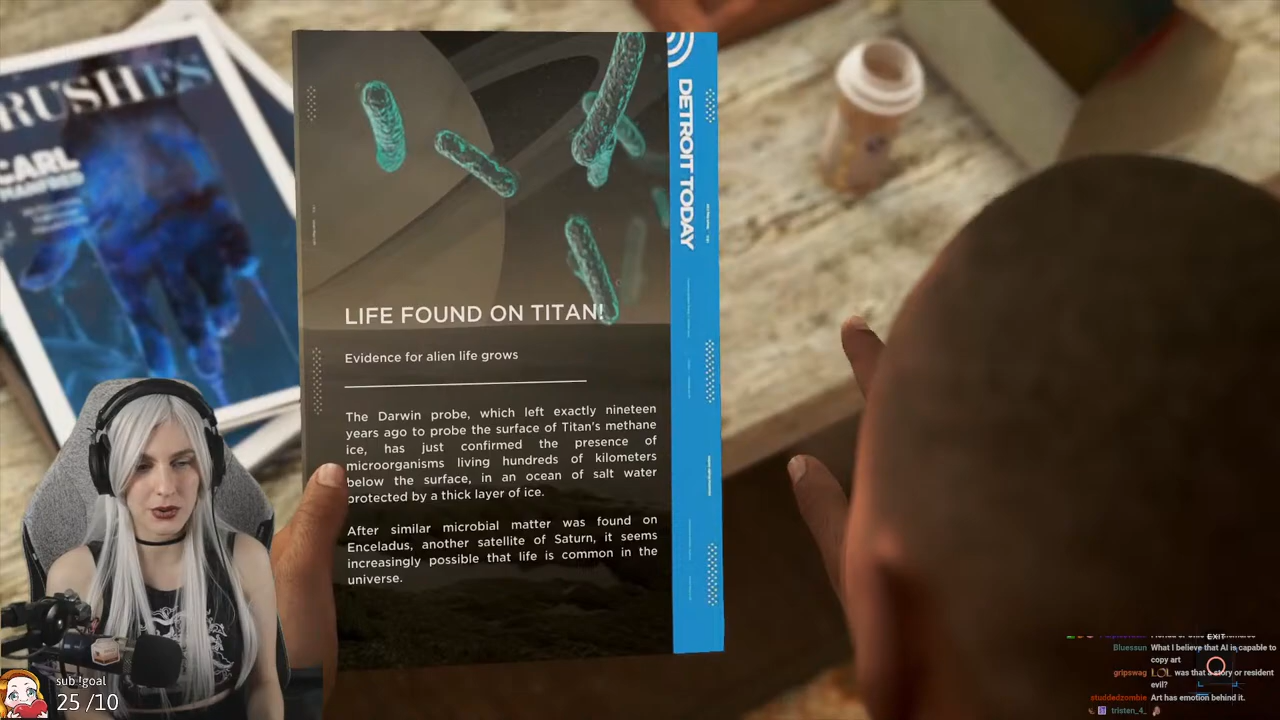 RUSHES
CARL
MANFRED
DETROIT TODAY
LIFE FOUND ON TITAN!
Evidence for alien life grows
The Darwin probe, which left exactly nineteen
years ago to probe the surface of Titan's methane
ice, has just confirmed the presence of
microorganisms living hundreds of kilometers
below the surface, in an ocean of salt water
protected by a thick layer of ice.
After similar microbial matter was found on
Enceladus, another satellite of Saturn, it seems
increasingly possible that life is common in the
universe.
sub !goal
25 /10
EXIT
Bluessun What I believe that AI is capable to
copy art
gripswag LOL was that a story or resident
evil?
studdedzombie Art has emotion behind it.
tristen_4_